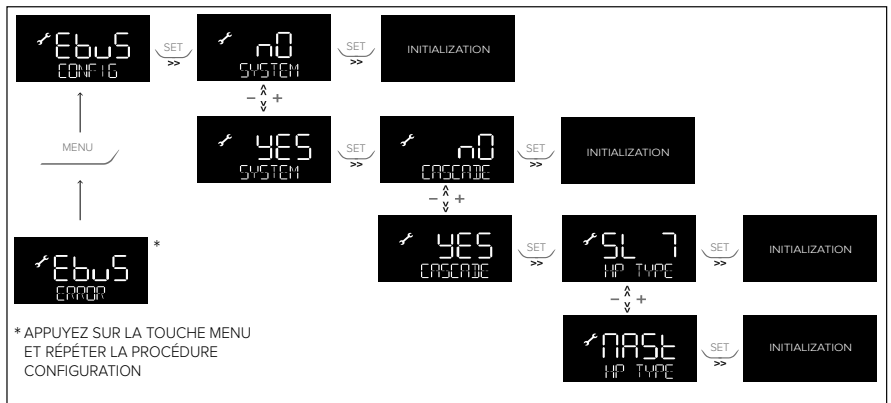 EbuS
CONFIG
SET
>>
nO
SYSTEM
SET
>>
INITIALIZATION
- +
MENU
YES
SYSTEM
SET
>>
nO
CASCADE
SET
>>
INITIALIZATION
- +
EbuS
ERROR
*
YES
CASCADE
SET
>>
SL 7
HP TYPE
SET
>>
INITIALIZATION
- +
MASt
HP TYPE
SET
>>
INITIALIZATION
* APPUYEZ SUR LA TOUCHE MENU
ET RÉPÉTER LA PROCÉDURE
CONFIGURATION